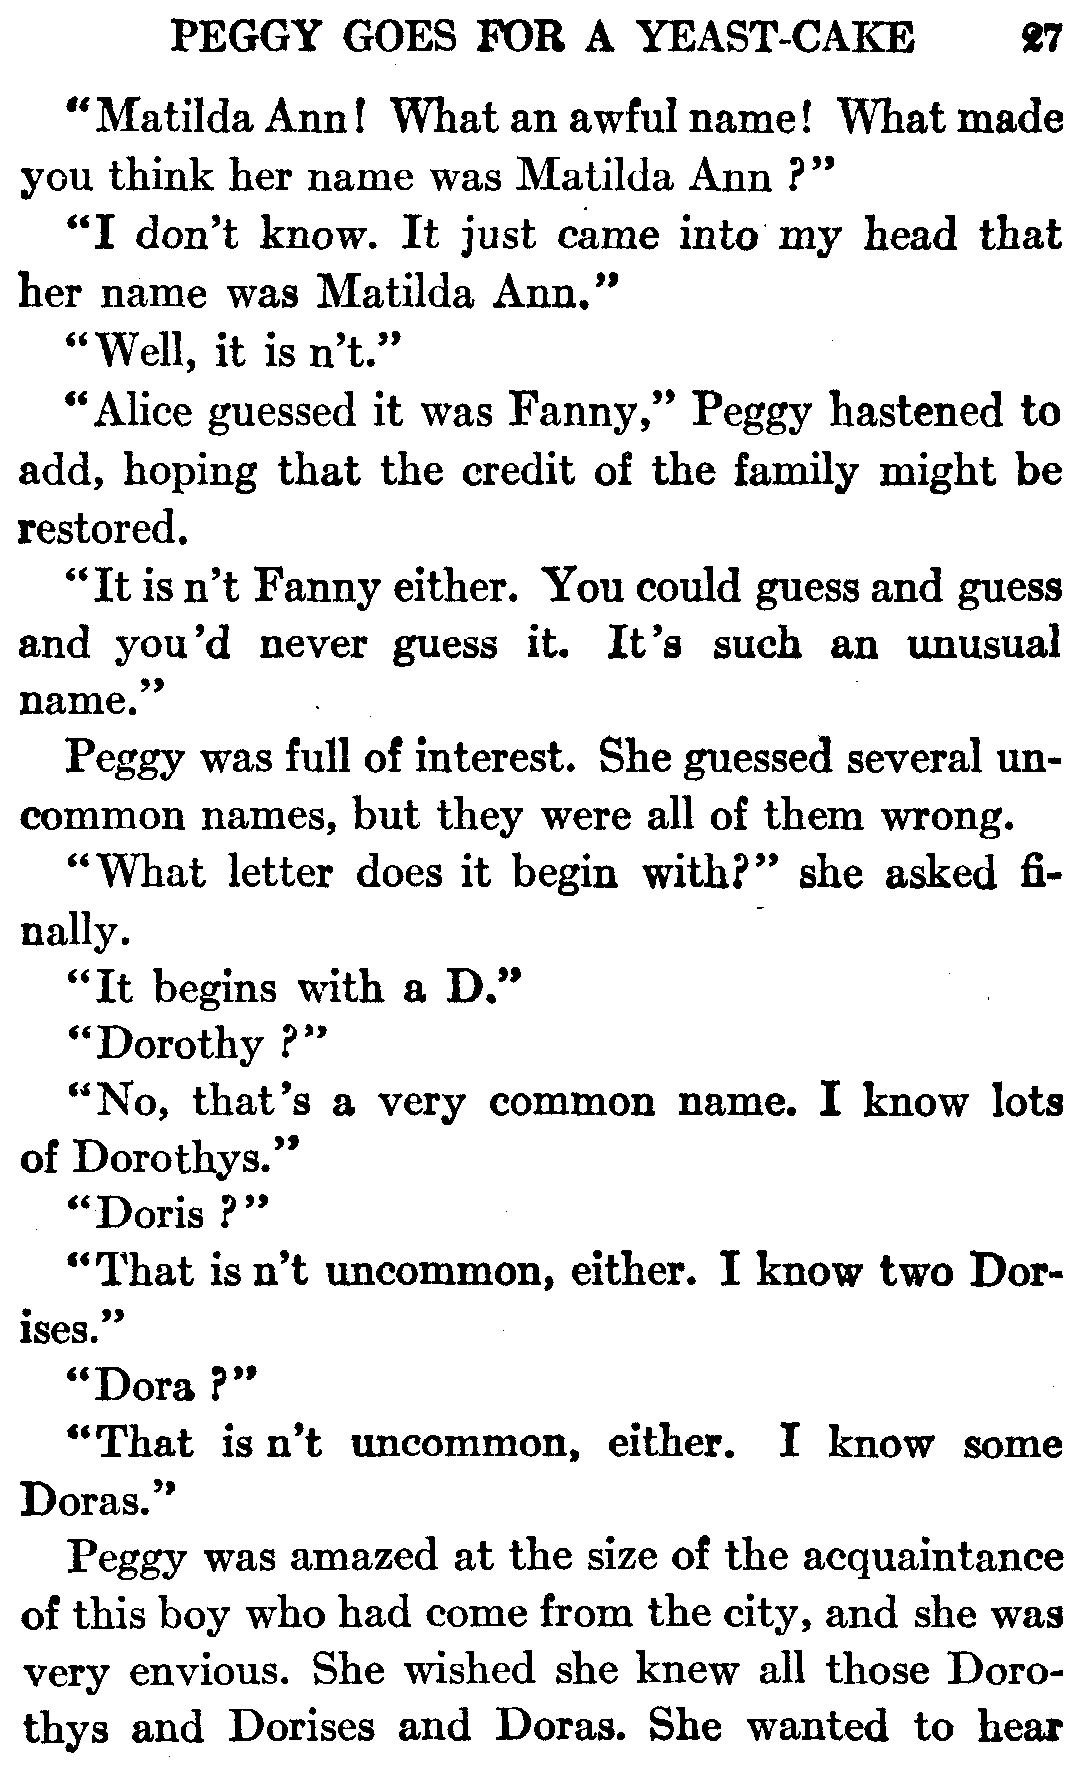 PEGGY GOES FOR A YEAST-CAKE 27
"Matilda Ann! What an awful name! What made
you think her name was Matilda Ann?"
"I don't know. It just came into my head that
her name was Matilda Ann."
"Well, it is n't."
"Alice guessed it was Fanny," Peggy hastened to
add, hoping that the credit of the family might be
restored.
"It is n't Fanny either. You could guess and guess
and you'd never guess it. It's such an unusual
name."
Peggy was full of interest. She guessed several un-
common names, but they were all of them wrong.
"What letter does it begin with?" she asked fi-
nally.
"It begins with a D."
"Dorothy?"
"No, that's a very common name. I know lots
of Dorothys."
"Doris?"
"That is n't uncommon, either. I know two Dor-
ises."
"Dora?"
"That is n't uncommon, either. I know some
Doras."
Peggy was amazed at the size of the acquaintance
of this boy who had come from the city, and she was
very envious. She wished she knew all those Doro-
thys and Dorises and Doras. She wanted to hear